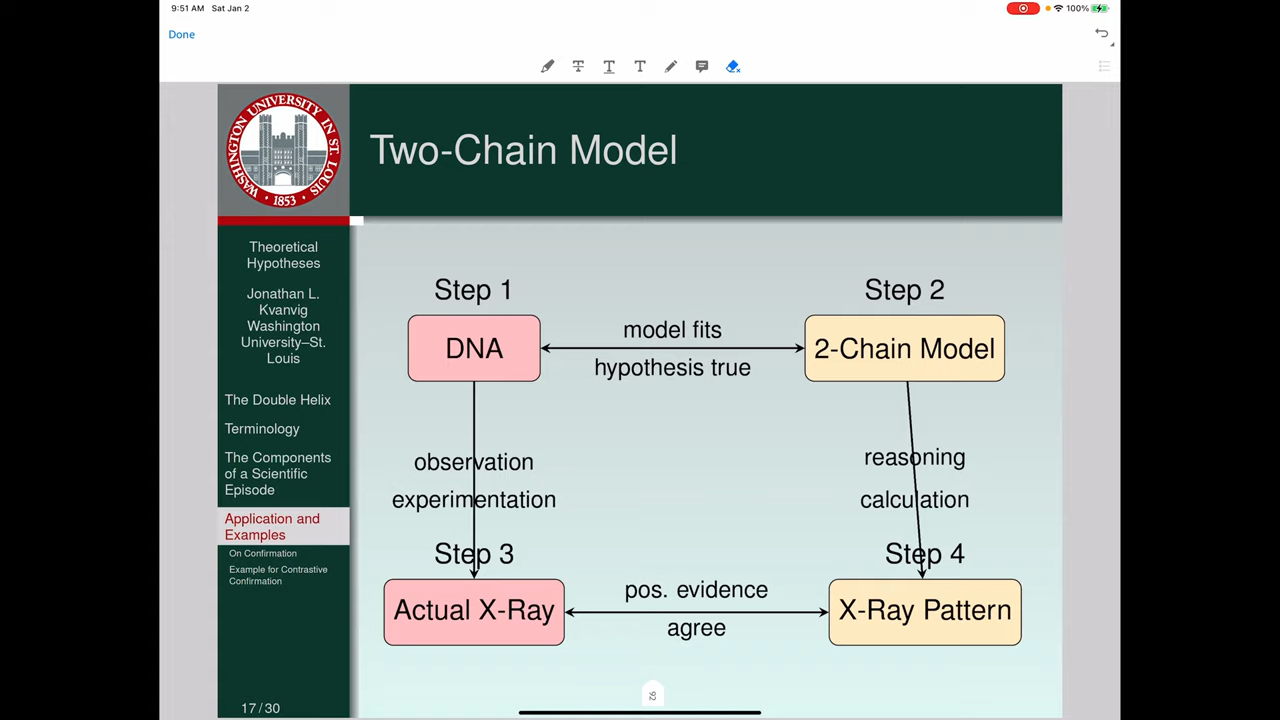 9:51 AM Sat Jan 2
100%
Done
WASHINGTON UNIVERSITY IN ST. LOUIS
1853
Two-Chain Model
Theoretical
Hypotheses
Jonathan L.
Kvanvig
Washington
University–St.
Louis
The Double Helix
Terminology
The Components
of a Scientific
Episode
Application and
Examples
On Confirmation
Example for Contrastive
Confirmation
17 / 30
Step 1
Step 2
DNA
model fits
hypothesis true
2-Chain Model
observation
experimentation
reasoning
calculation
Step 3
Step 4
Actual X-Ray
pos. evidence
agree
X-Ray Pattern
92